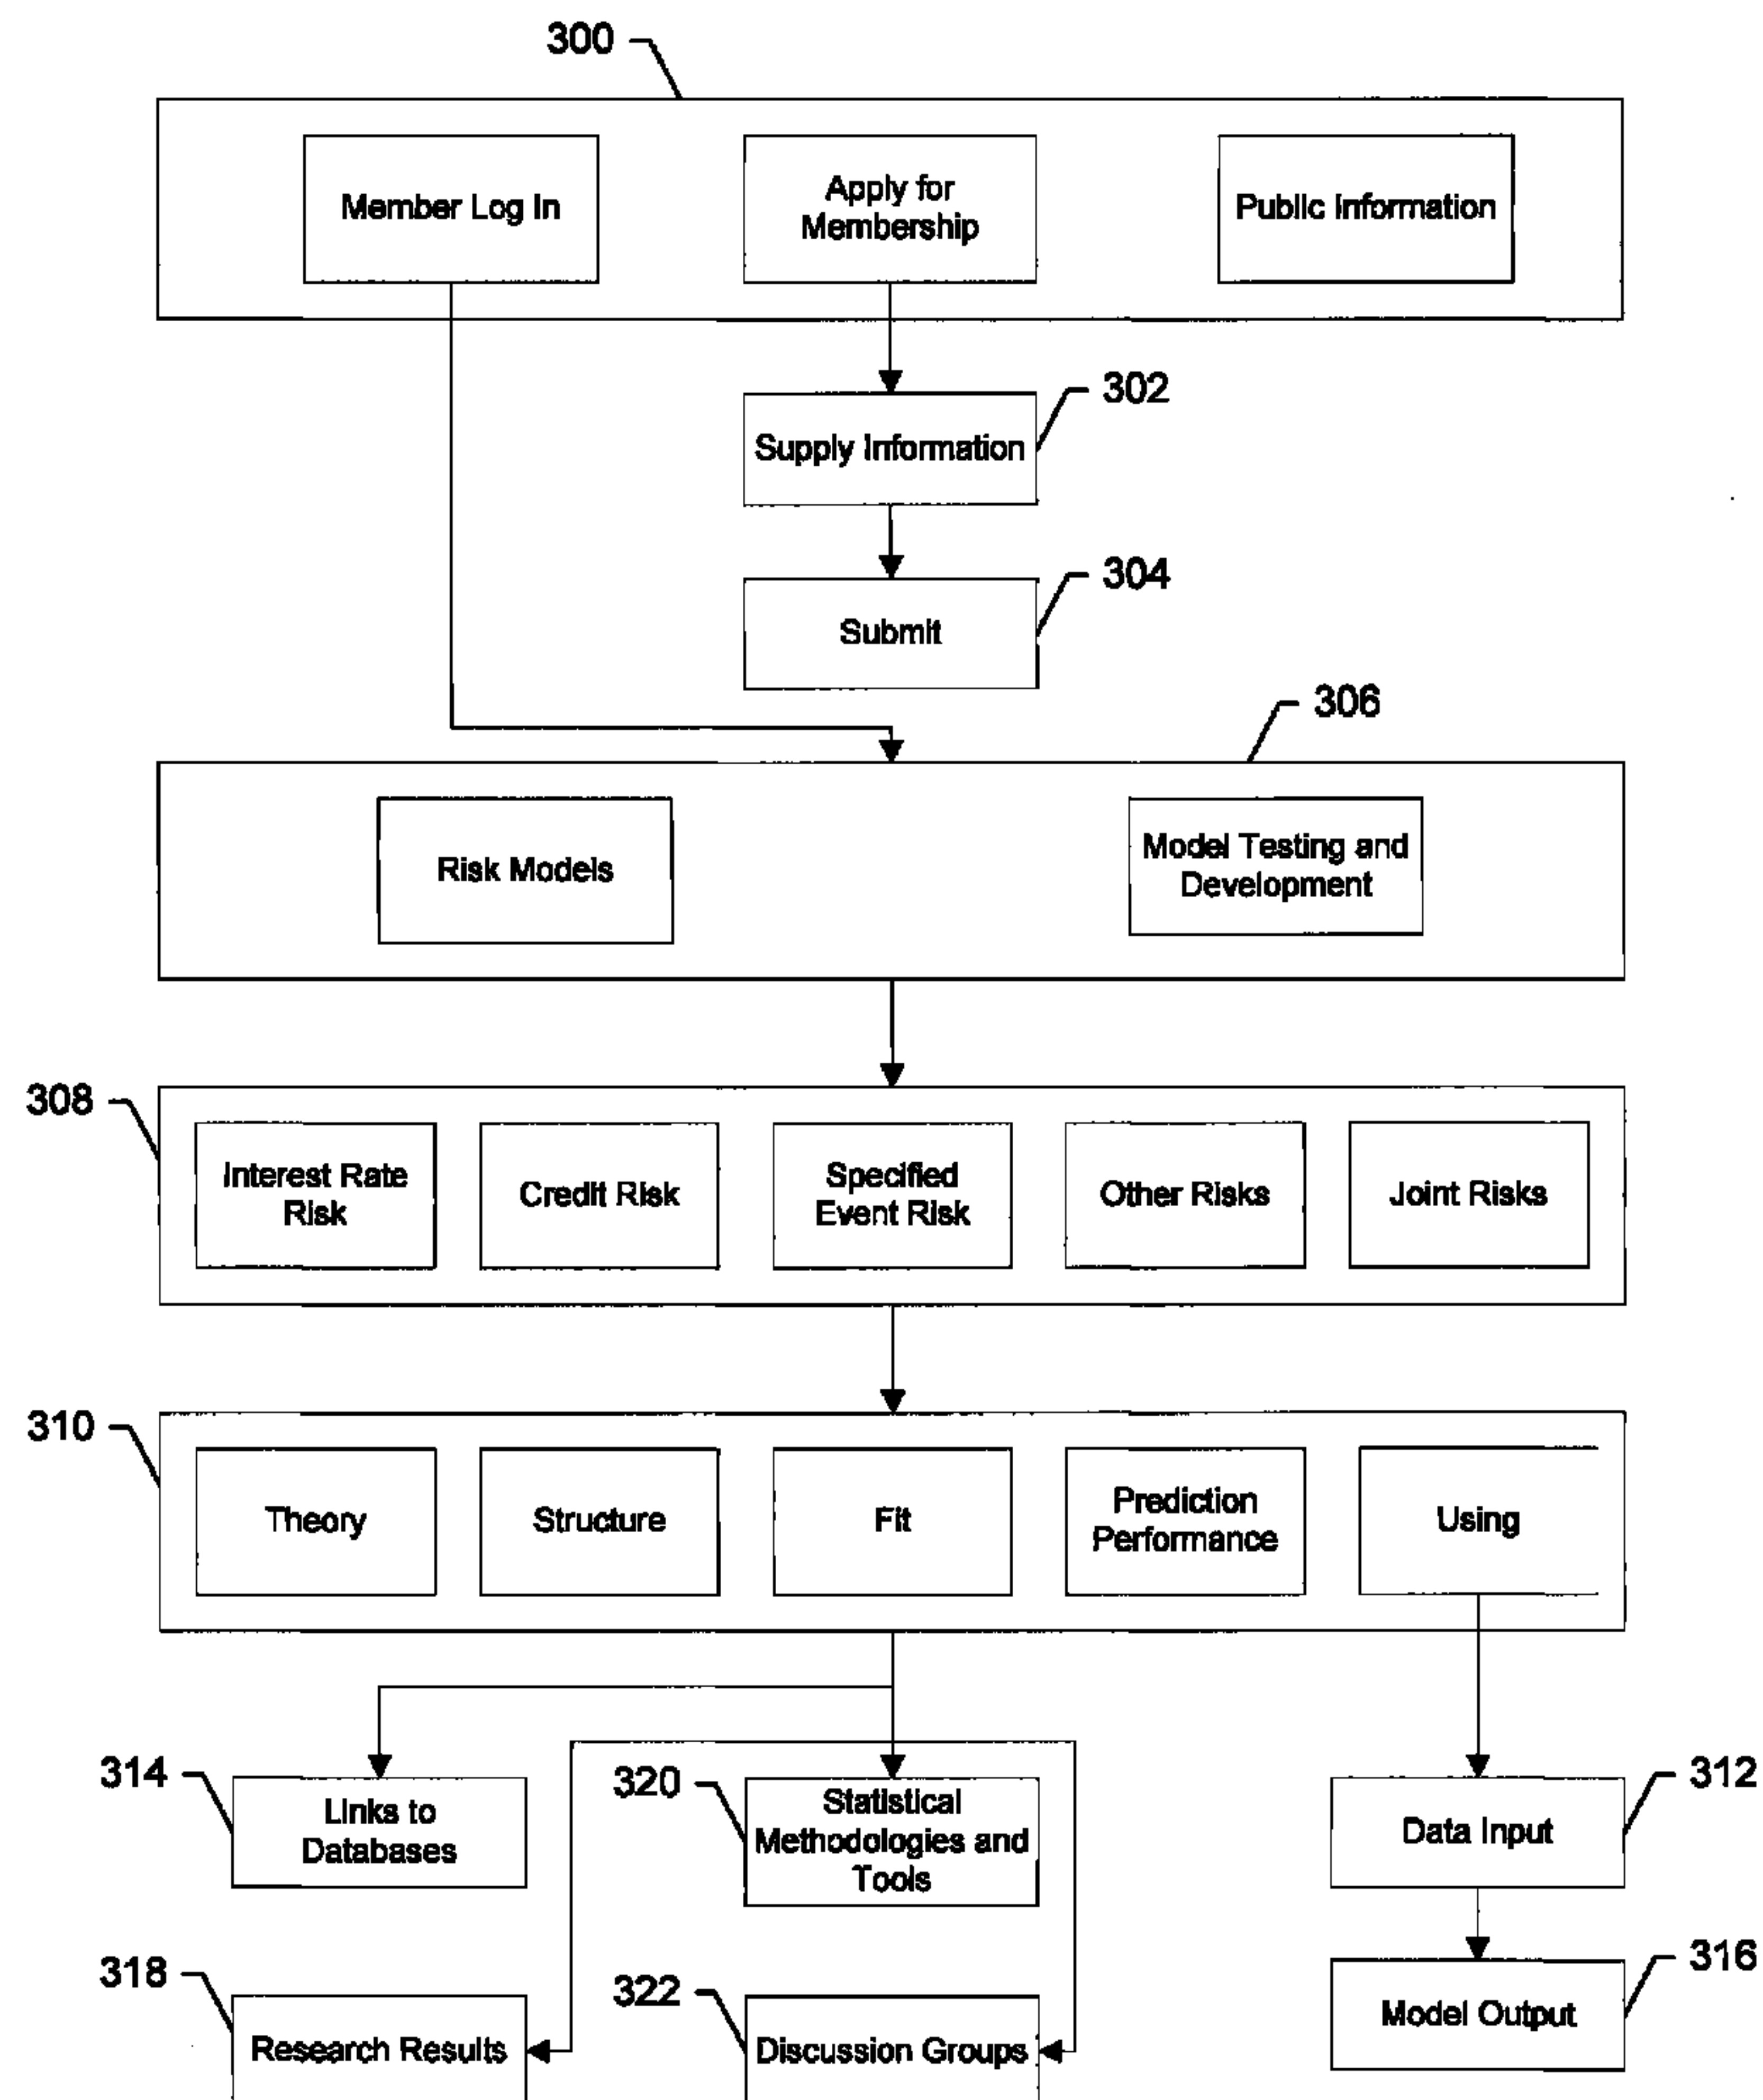 300
Member Log In
Apply for
Membership
Public Information
302
Supply Information
304
Submit
306
Risk Models
Model Testing and
Development
308
Interest Rate
Risk
Credit Risk
Specified
Event Risk
Other Risks
Joint Risks
310
Theory
Structure
Fit
Prediction
Performance
Using
314
Links to
Databases
320
Statistical
Methodologies and
Tools
312
Data Input
318
Research Results
322
Discussion Groups
316
Model Output